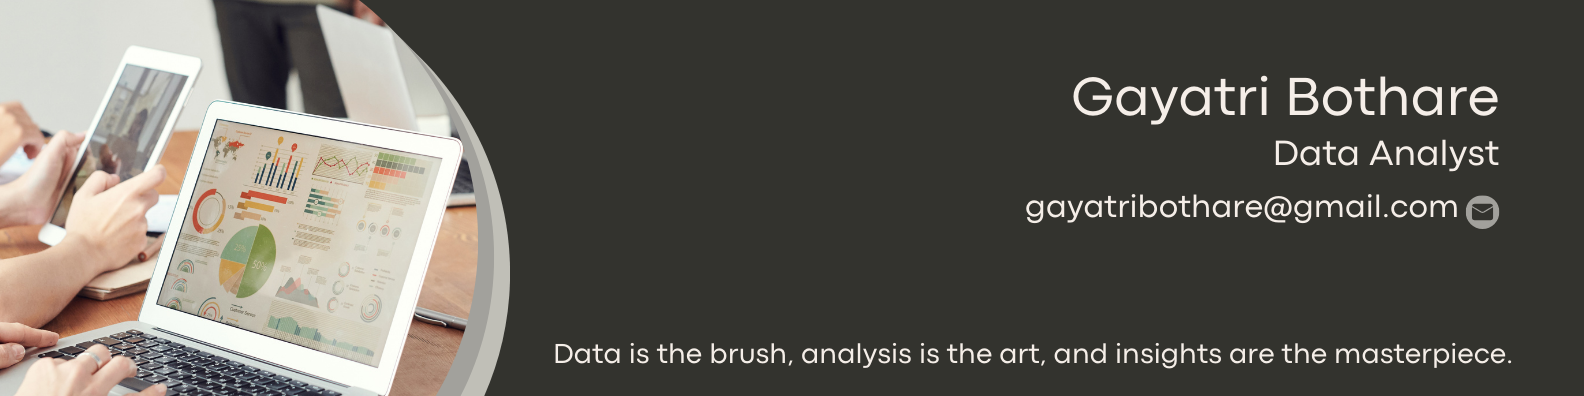 Gayatri Bothare
Data Analyst
gayatribothare@gmail.com
Data is the brush, analysis is the art, and insights are the masterpiece.
50%